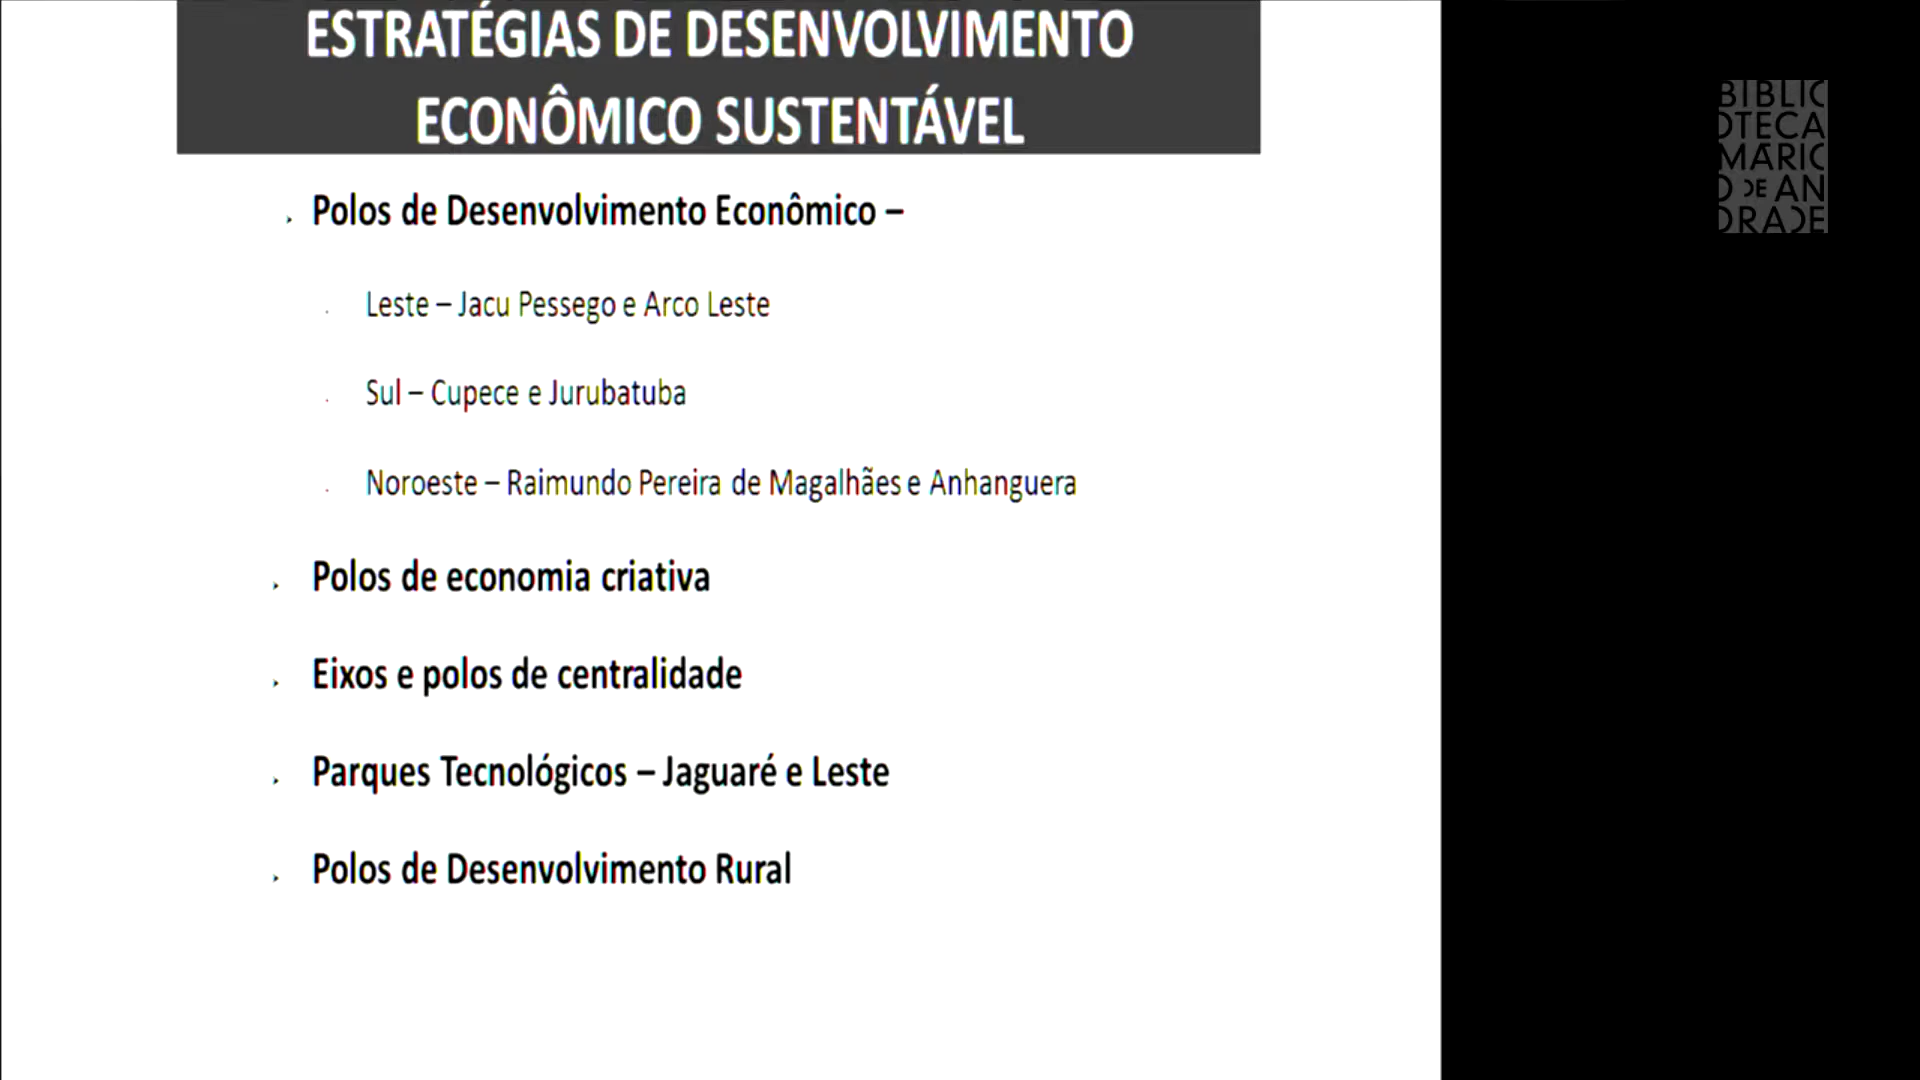 ESTRATÉGIAS DE DESENVOLVIMENTO
ECONÔMICO SUSTENTÁVEL
Polos de Desenvolvimento Econômico –
Leste – Jacu Pessego e Arco Leste
Sul – Cupece e Jurubatuba
Noroeste – Raimundo Pereira de Magalhães e Anhanguera
Polos de economia criativa
Eixos e polos de centralidade
Parques Tecnológicos – Jaguaré e Leste
Polos de Desenvolvimento Rural
BIBLIO
OTECA
MÁRIO
O DE AN
DRADE